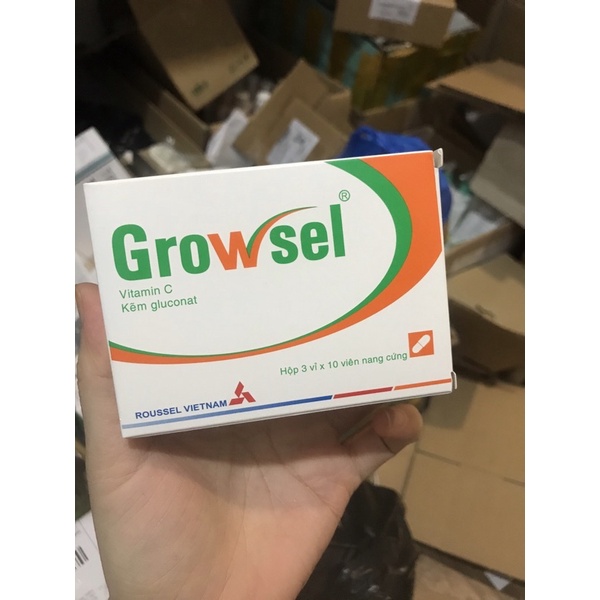 Growsel®
Vitamin C
Kẽm gluconat
Hộp 3 vỉ x 10 viên nang cứng
ROUSSEL VIETNAM